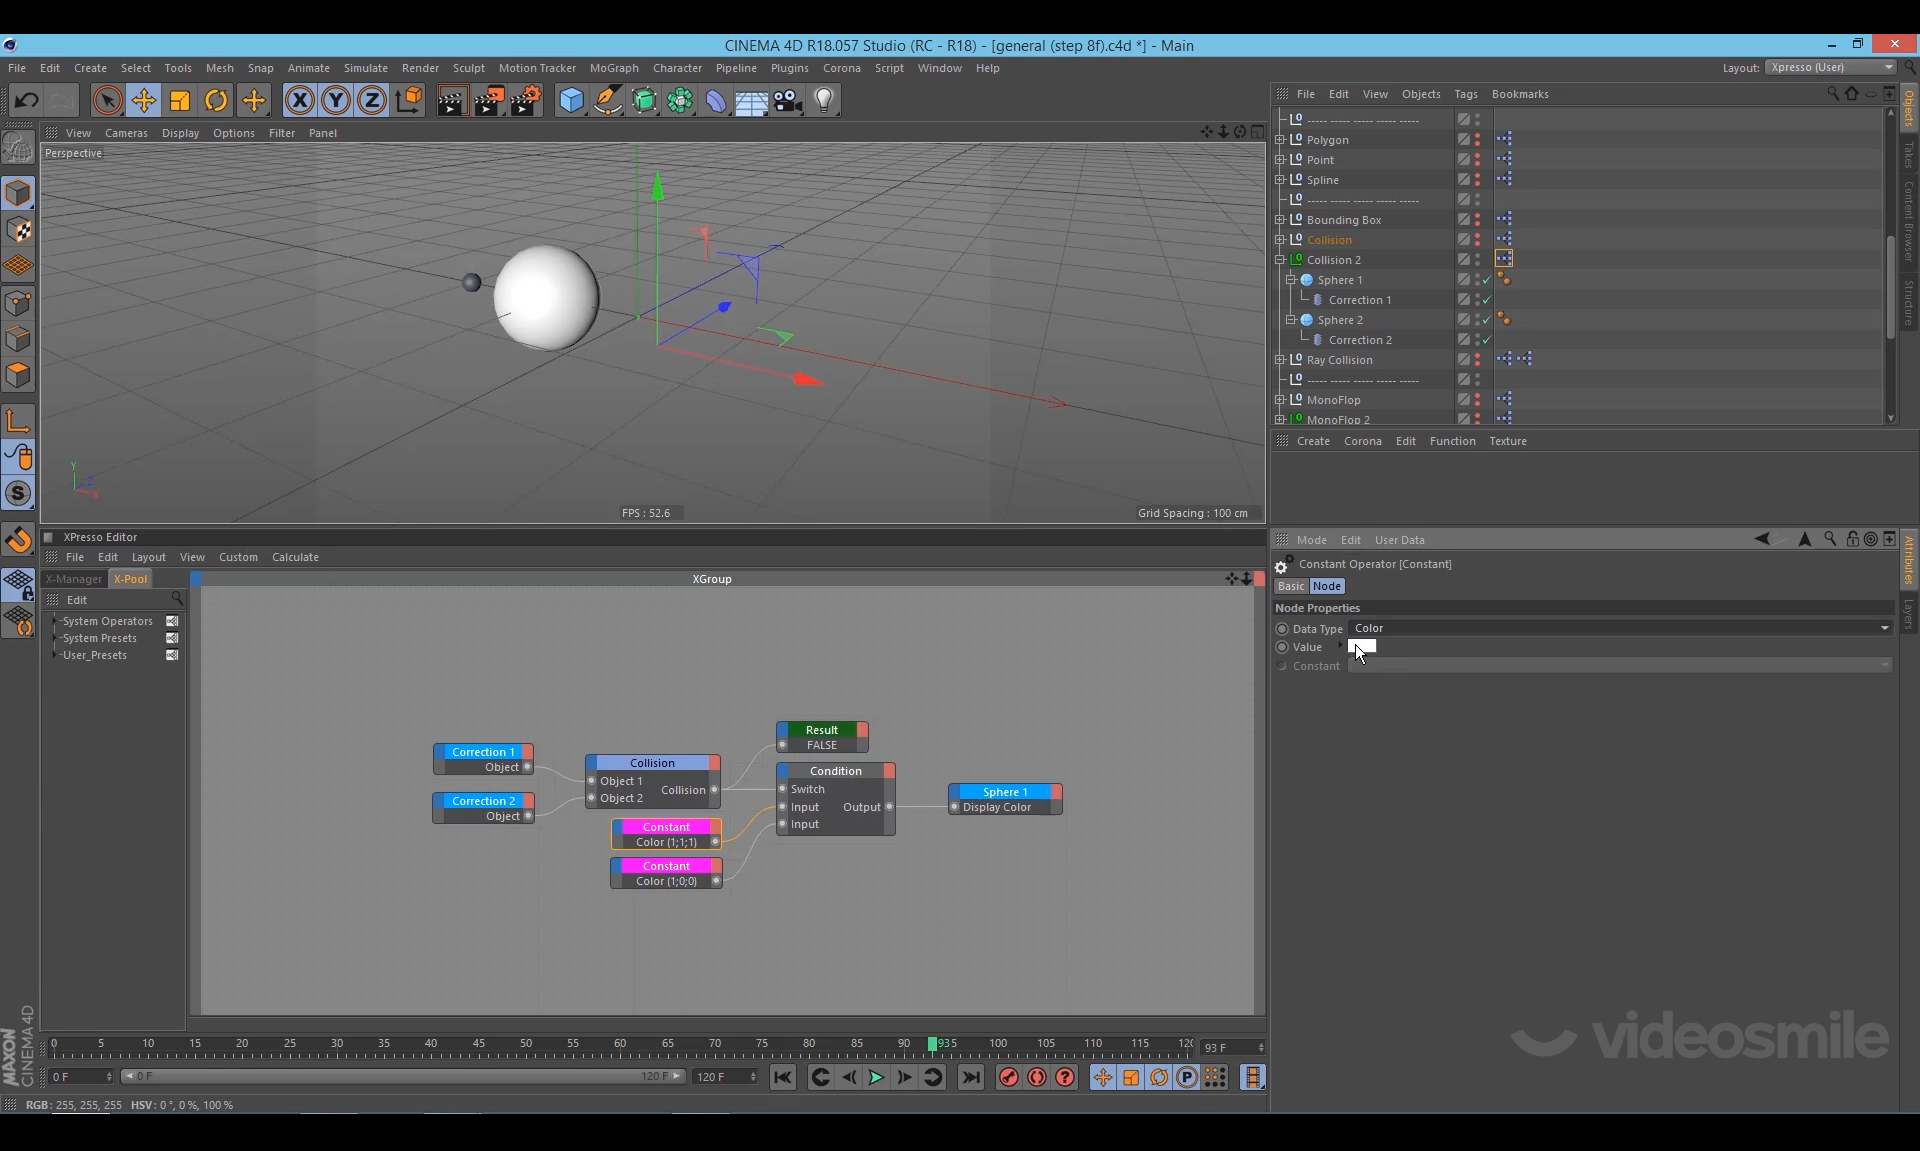 CINEMA 4D R18.057 Studio (RC - R18) - [general (step 8f).c4d *] - Main
File Edit Create Select Tools Mesh Snap Animate Simulate Render Sculpt Motion Tracker MoGraph Character Pipeline Plugins Corona Script Window Help
Layout: Xpresso (User)
File Edit View Objects Tags Bookmarks
Objects
Takes
Content Browser
Structure
View Cameras Display Options Filter Panel
Perspective
FPS : 52.6
Grid Spacing : 100 cm
Y
Z
X
----- ----- ----- ----- -----
Polygon
Point
Spline
----- ----- ----- ----- -----
Bounding Box
Collision
Collision 2
Sphere 1
Correction 1
Sphere 2
Correction 2
Ray Collision
----- ----- ----- ----- -----
MonoFlop
MonoFlop 2
Create Corona Edit Function Texture
XPresso Editor
File Edit Layout View Custom Calculate
X-Manager X-Pool
Edit
System Operators
System Presets
User_Presets
XGroup
Correction 1
Object
Correction 2
Object
Collision
Object 1
Object 2
Collision
Constant
Color (1;1;1)
Constant
Color (1;0;0)
Result
FALSE
Condition
Switch
Input
Output
Input
Sphere 1
Display Color
Mode Edit User Data
Attributes
Layers
Constant Operator [Constant]
Basic Node
Node Properties
Data Type Color
Value
Constant
videosmile
0 5 10 15 20 25 30 35 40 45 50 55 60 65 70 75 80 85 90 935 100 105 110 115 120
93 F
0 F 0 F 120 F 120 F
MAXON
CINEMA 4D
RGB: 255, 255, 255 HSV: 0 °, 0 %, 100 %